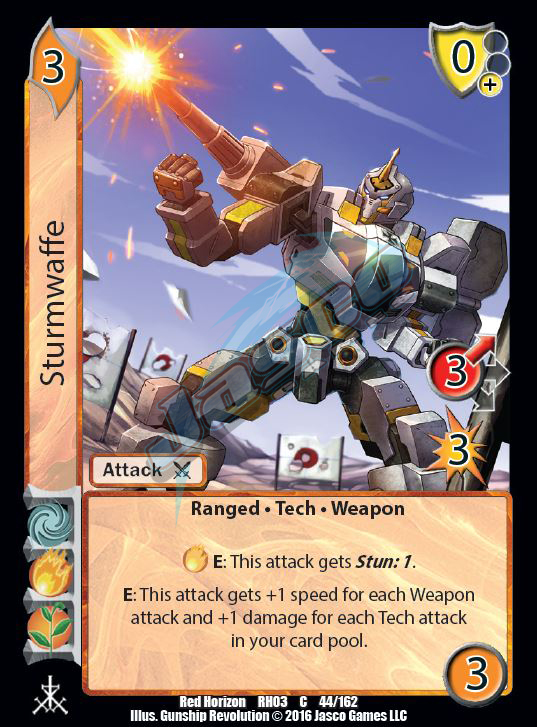 3
0
+
Sturmwaffe
3
3
Attack
Ranged • Tech • Weapon
E: This attack gets Stun: 1.
E: This attack gets +1 speed for each Weapon
attack and +1 damage for each Tech attack
in your card pool.
3
Red Horizon RH03 C 44/162
Illus. Gunship Revolution © 2016 Jasco Games LLC